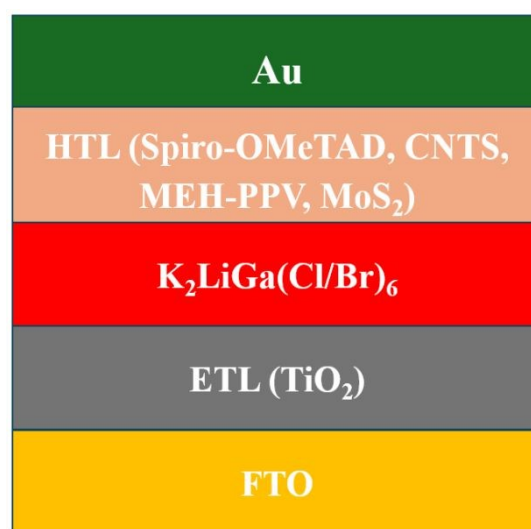 Au
HTL (Spiro-OMeTAD, CNTS,
MEH-PPV, MoS₂)
K₂LiGa(Cl/Br)₆
ETL (TiO₂)
FTO